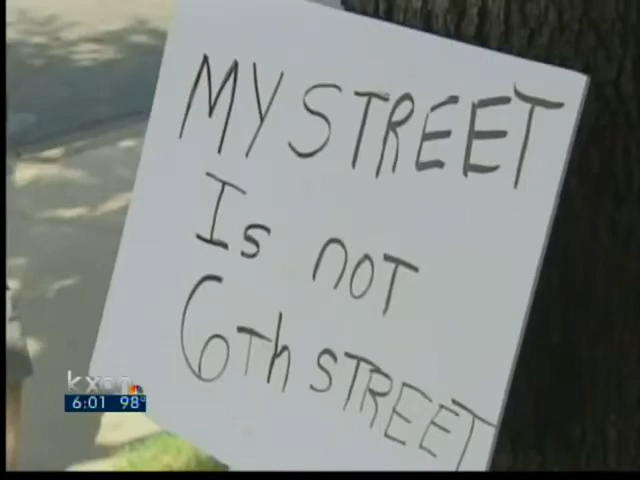 MY STREET
Is not
6Th STREET
kxan
6:01 98°